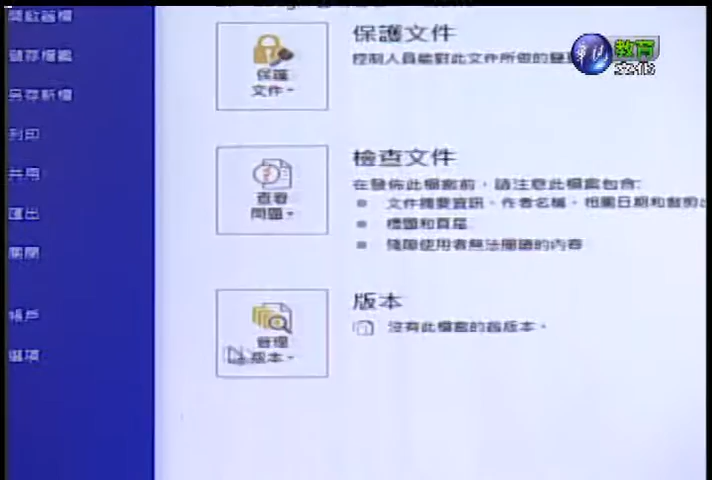 開啟舊檔
儲存檔案
另存新檔
列印
共用
匯出
關閉
帳戶
選項
保護
文件
保護文件
控制人員能對此文件所做的變
華視
教育
文化
查看
問題
檢查文件
在發佈此檔案前，請注意此檔案包含:
文件摘要資訊、作者名稱、相關日期和裁剪
標題和頁尾
殘障使用者無法閱讀的內容
管理
版本
版本
沒有此檔案的舊版本。